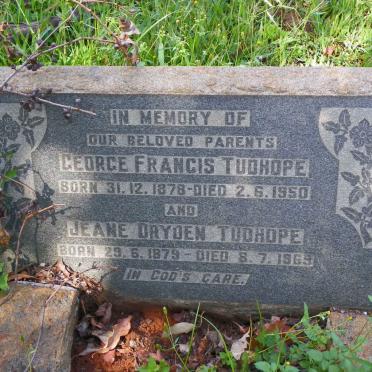 IN MEMORY OF
OUR BELOVED PARENTS
GEORGE FRANCIS TUDHOPE
BORN 31.12.1878-DIED 2.6.1950
AND
JEANE DRYDEN TUDHOPE
BORN 29.6.1879-DIED 8.7.1969
IN GOD'S CARE.